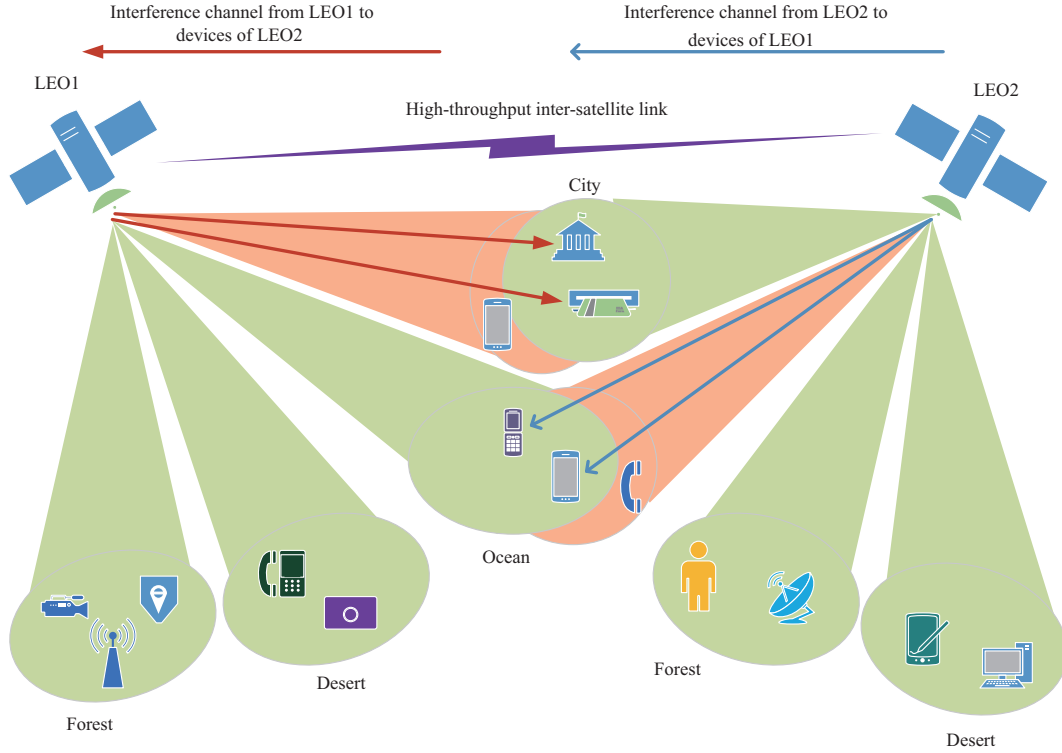 Interference channel from LEO1 to
devices of LEO2
Interference channel from LEO2 to
devices of LEO1
LEO1
LEO2
High-throughput inter-satellite link
City
Ocean
Forest
Desert
Forest
Desert